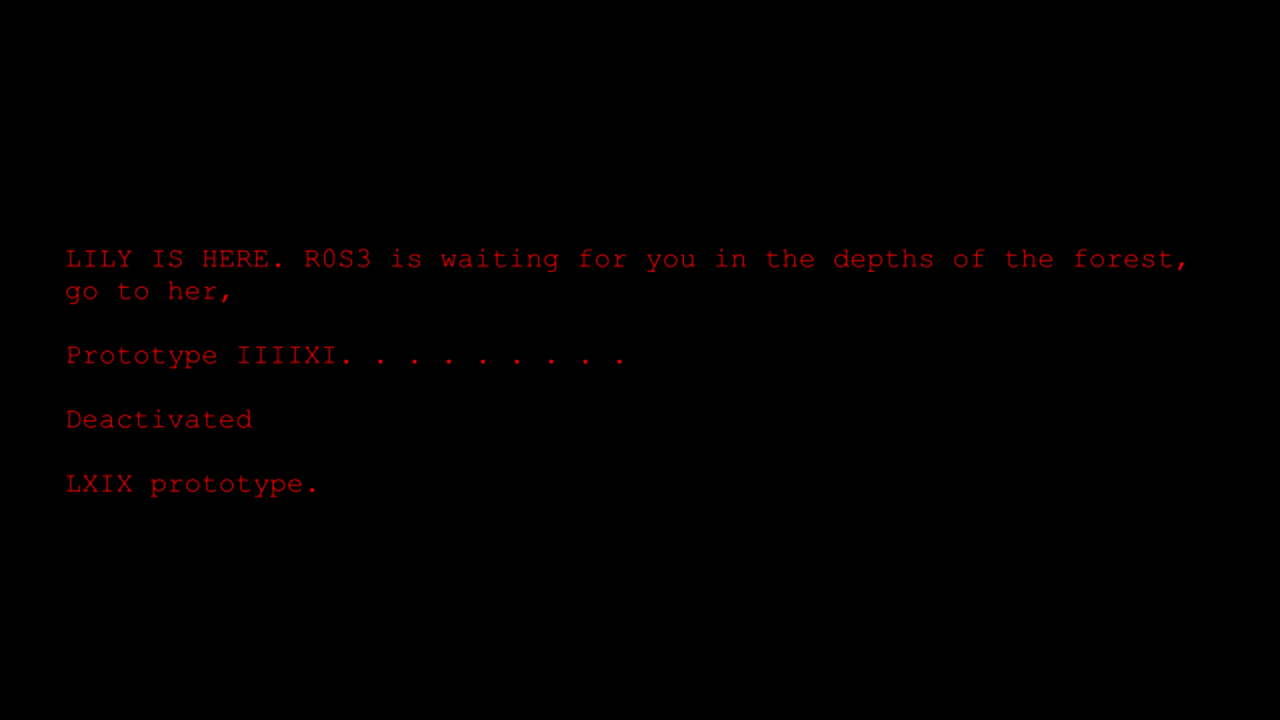 LILY IS HERE. R0S3 is waiting for you in the depths of the forest,
go to her,
Prototype IIIIXI. . . . . . . . .
Deactivated
LXIX prototype.